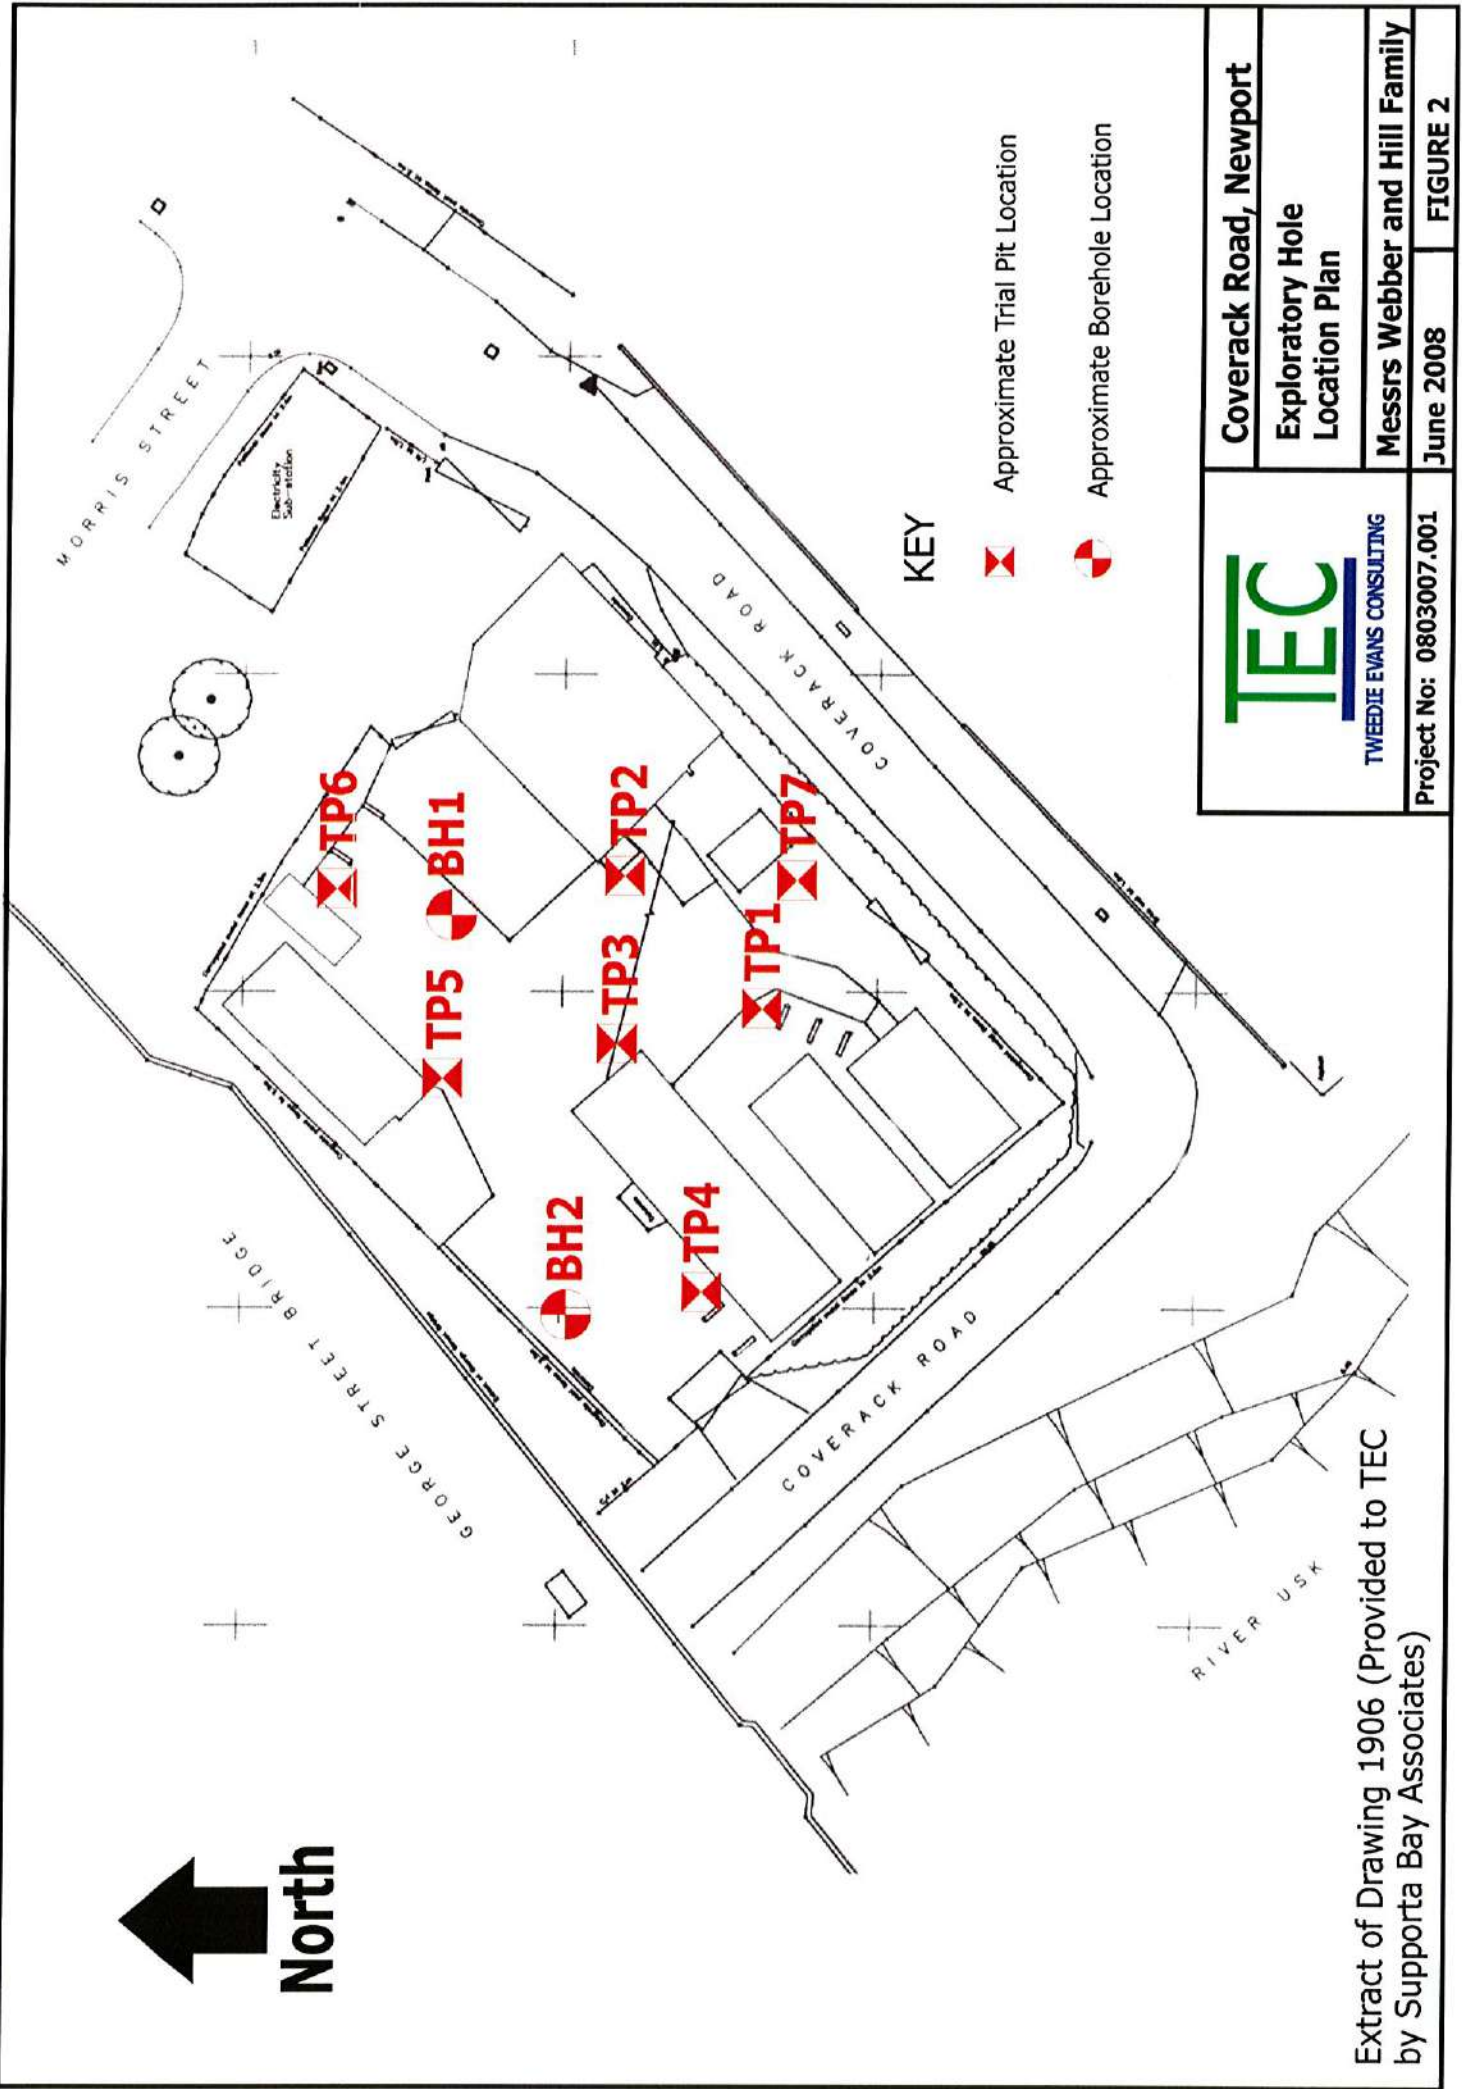 North
MORRIS STREET
Electricity
Sub-station
GEORGE STREET BRIDGE
TP6
BH1
TP5
TP2
TP3
TP7
TP1
BH2
TP4
COVERACK ROAD
COVERACK ROAD
RIVER USK
KEY
Approximate Trial Pit Location
Approximate Borehole Location
Extract of Drawing 1906 (Provided to TEC
by Supporta Bay Associates)
TEC
TWEEDIE EVANS CONSULTING
Project No: 0803007.001
Coverack Road, Newport
Exploratory Hole
Location Plan
Messrs Webber and Hill Family
June 2008
FIGURE 2